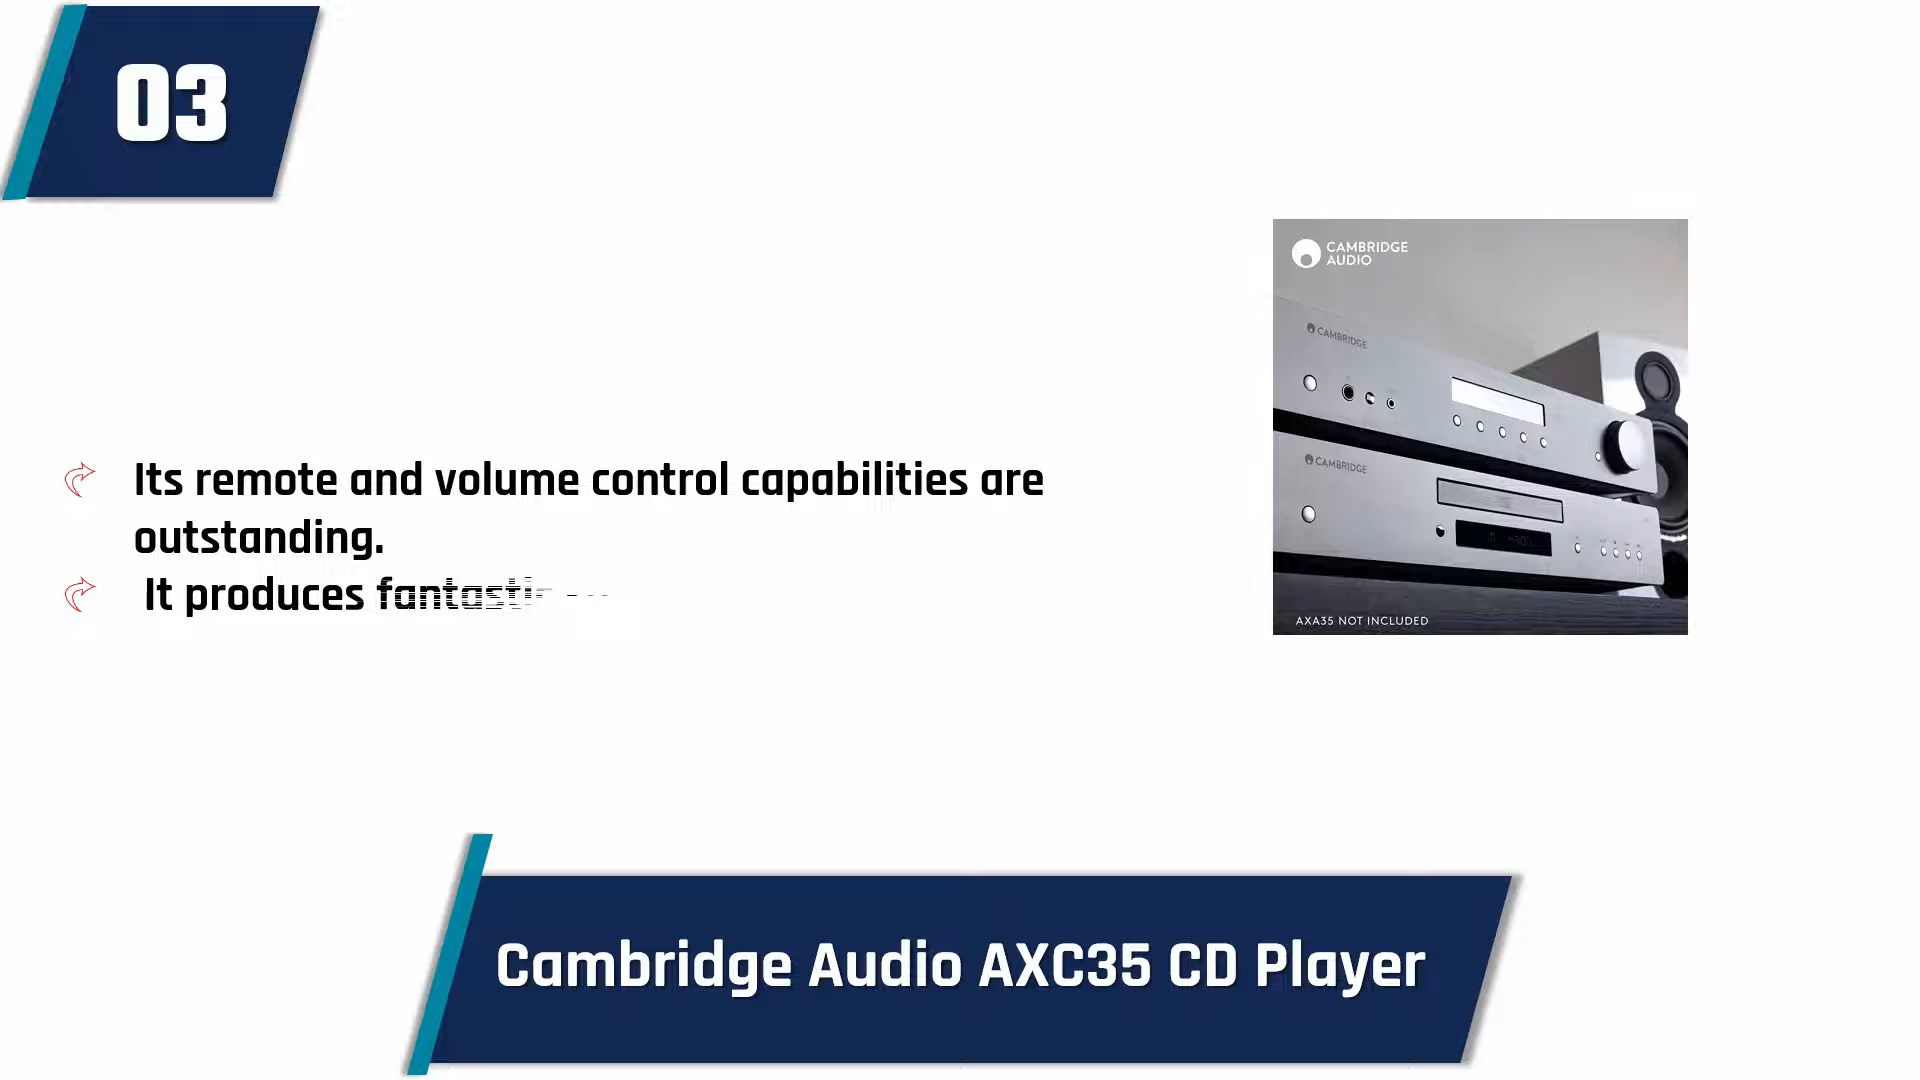 03
CAMBRIDGE
AUDIO
CAMBRIDGE
CAMBRIDGE
AXA35 NOT INCLUDED
Its remote and volume control capabilities are
outstanding.
It produces
Cambridge Audio AXC35 CD Player